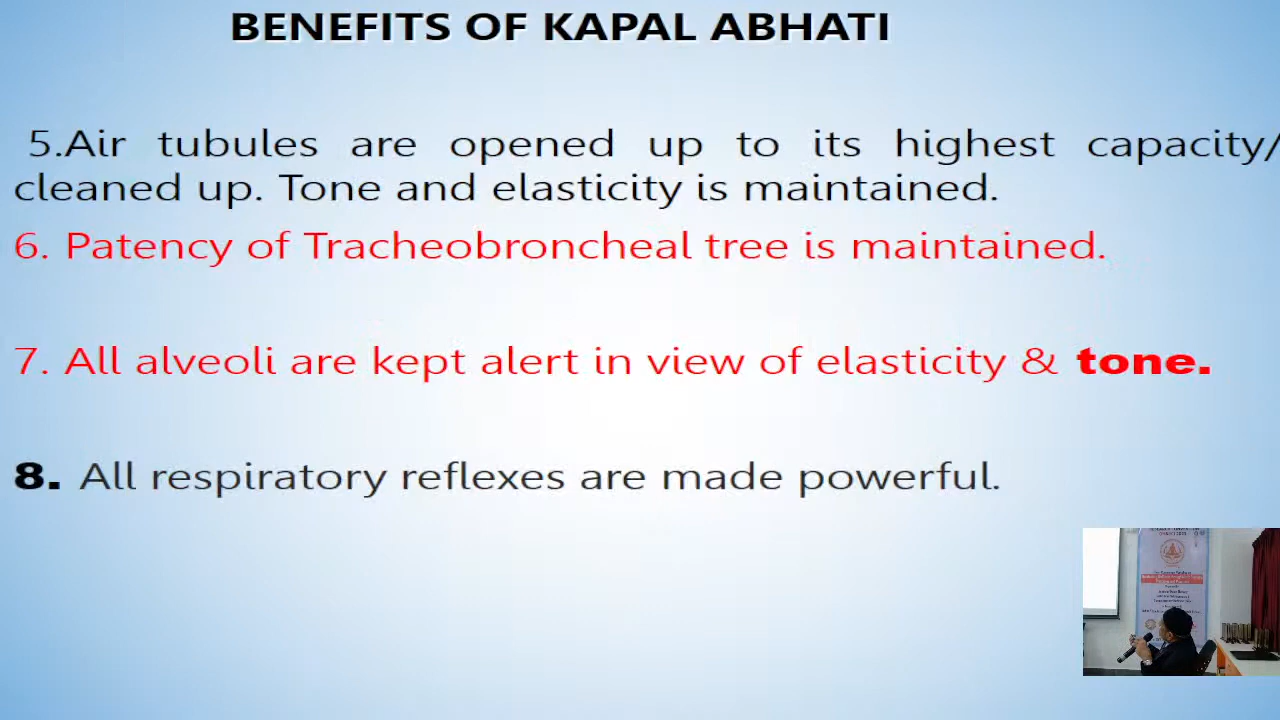 BENEFITS OF KAPAL ABHATI
5.Air tubules are opened up to its highest capacity/
cleaned up. Tone and elasticity is maintained.
6. Patency of Tracheobroncheal tree is maintained.
7. All alveoli are kept alert in view of elasticity & tone.
8. All respiratory reflexes are made powerful.